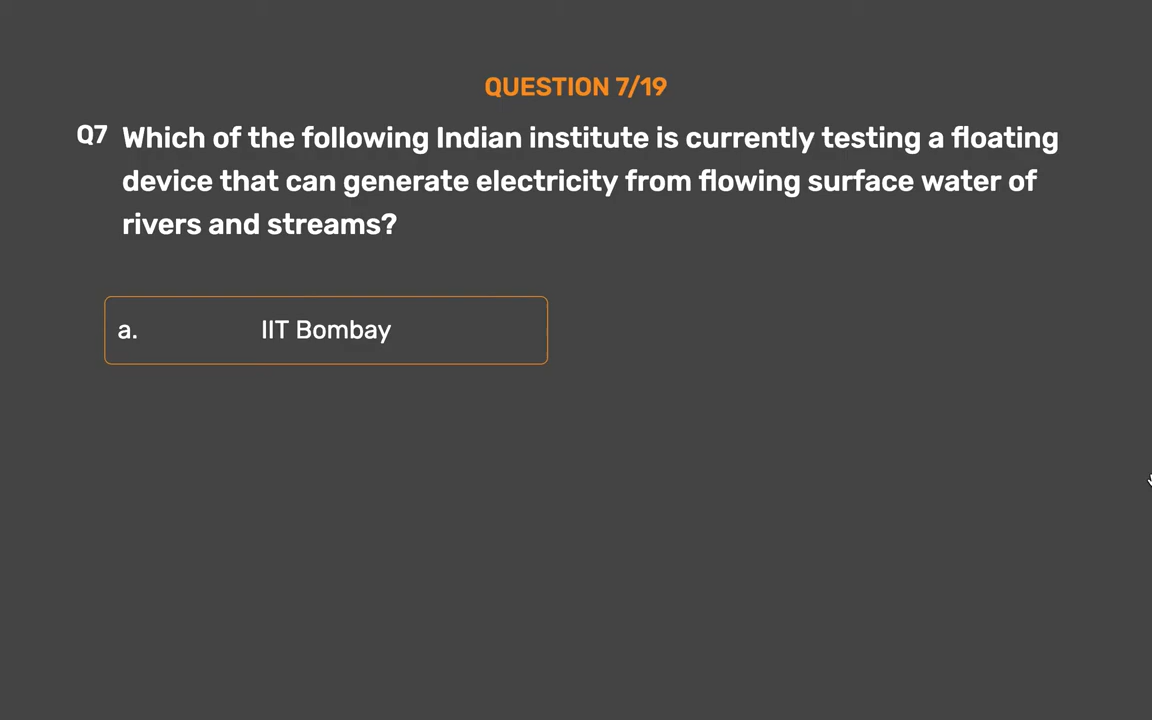 QUESTION 7/19
Q7 Which of the following Indian institute is currently testing a floating
device that can generate electricity from flowing surface water of
rivers and streams?
a. IIT Bombay